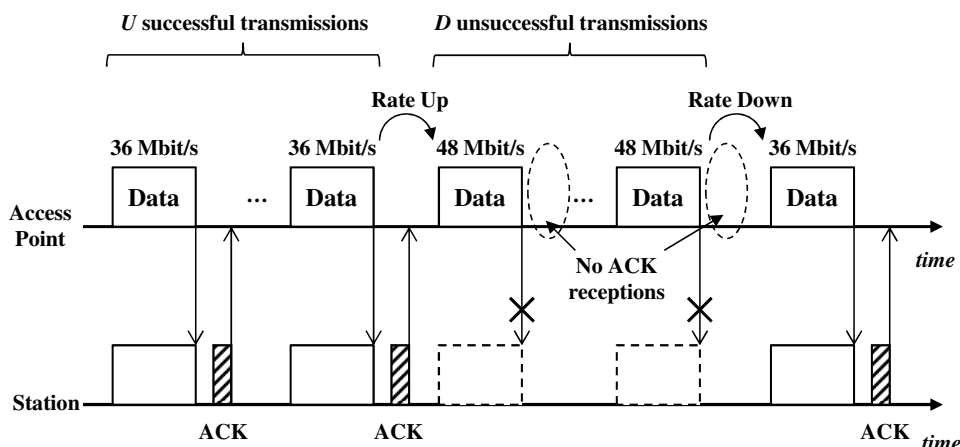 U successful transmissions
D unsuccessful transmissions
Rate Up
Rate Down
36 Mbit/s
36 Mbit/s
48 Mbit/s
48 Mbit/s
36 Mbit/s
Data
...
Data
Data
...
Data
Data
Access
Point
time
No ACK
receptions
Station
ACK
ACK
ACK
time